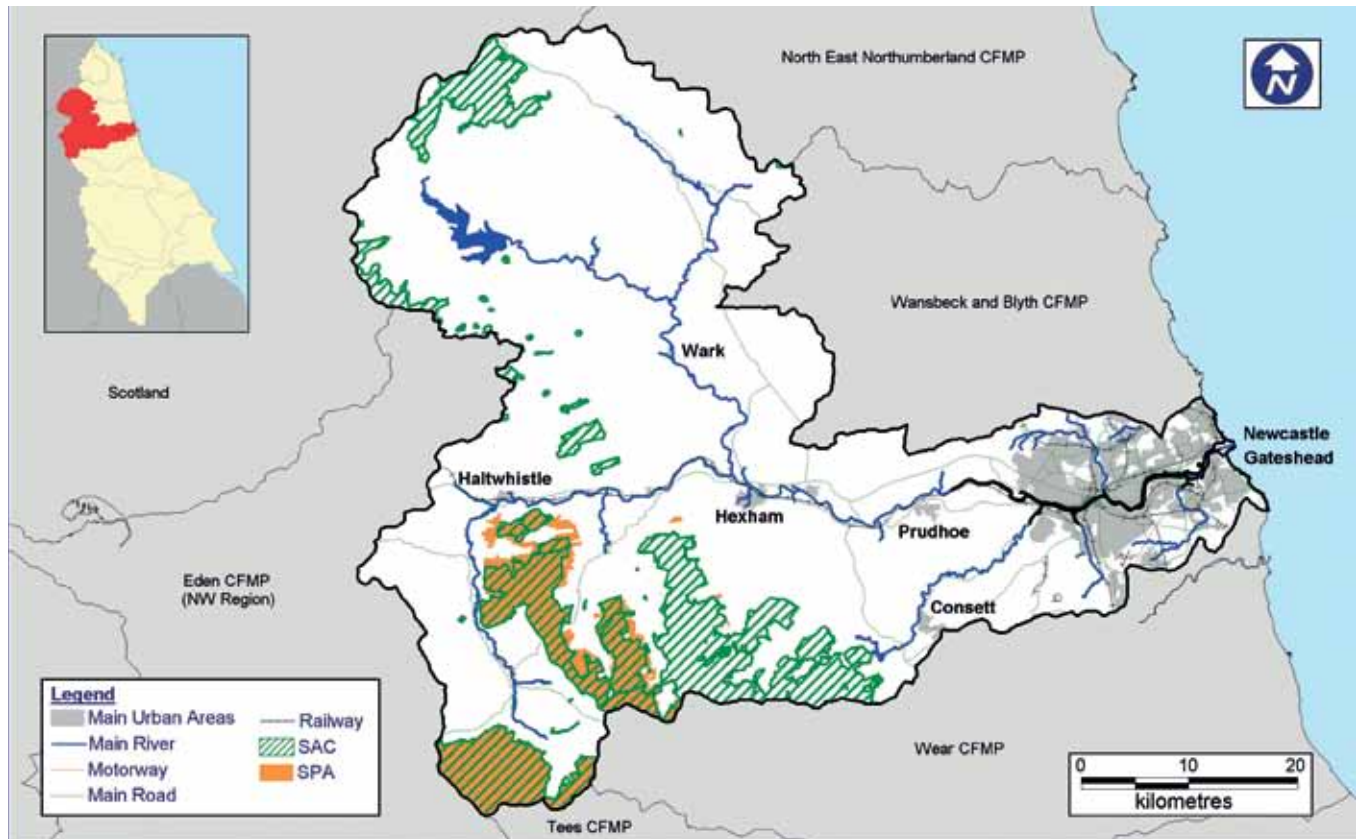 North East Northumberland CFMP
N
Wansbeck and Blyth CFMP
Wark
Scotland
Newcastle
Gateshead
Haltwhistle
Hexham
Prudhoe
Eden CFMP
(NW Region)
Consett
Legend
Main Urban Areas
Main River
Motorway
Main Road
Railway
SAC
SPA
Wear CFMP
0 10 20
kilometres
Tees CFMP